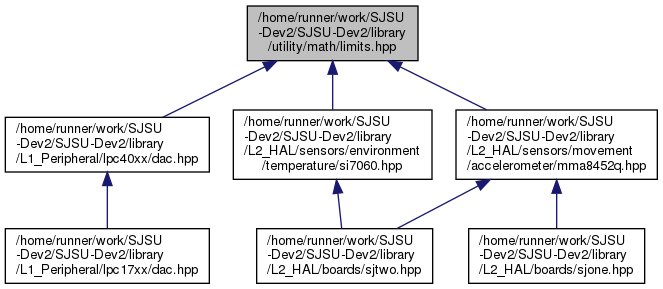 /home/runner/work/SJSU
-Dev2/SJSU-Dev2/library
/utility/math/limits.hpp
/home/runner/work/SJSU
-Dev2/SJSU-Dev2/library
/L1_Peripheral/lpc40xx/dac.hpp
/home/runner/work/SJSU
-Dev2/SJSU-Dev2/library
/L2_HAL/sensors/environment
/temperature/si7060.hpp
/home/runner/work/SJSU
-Dev2/SJSU-Dev2/library
/L2_HAL/sensors/movement
/accelerometer/mma8452q.hpp
/home/runner/work/SJSU
-Dev2/SJSU-Dev2/library
/L1_Peripheral/lpc17xx/dac.hpp
/home/runner/work/SJSU
-Dev2/SJSU-Dev2/library
/L2_HAL/boards/sjtwo.hpp
/home/runner/work/SJSU
-Dev2/SJSU-Dev2/library
/L2_HAL/boards/sjone.hpp